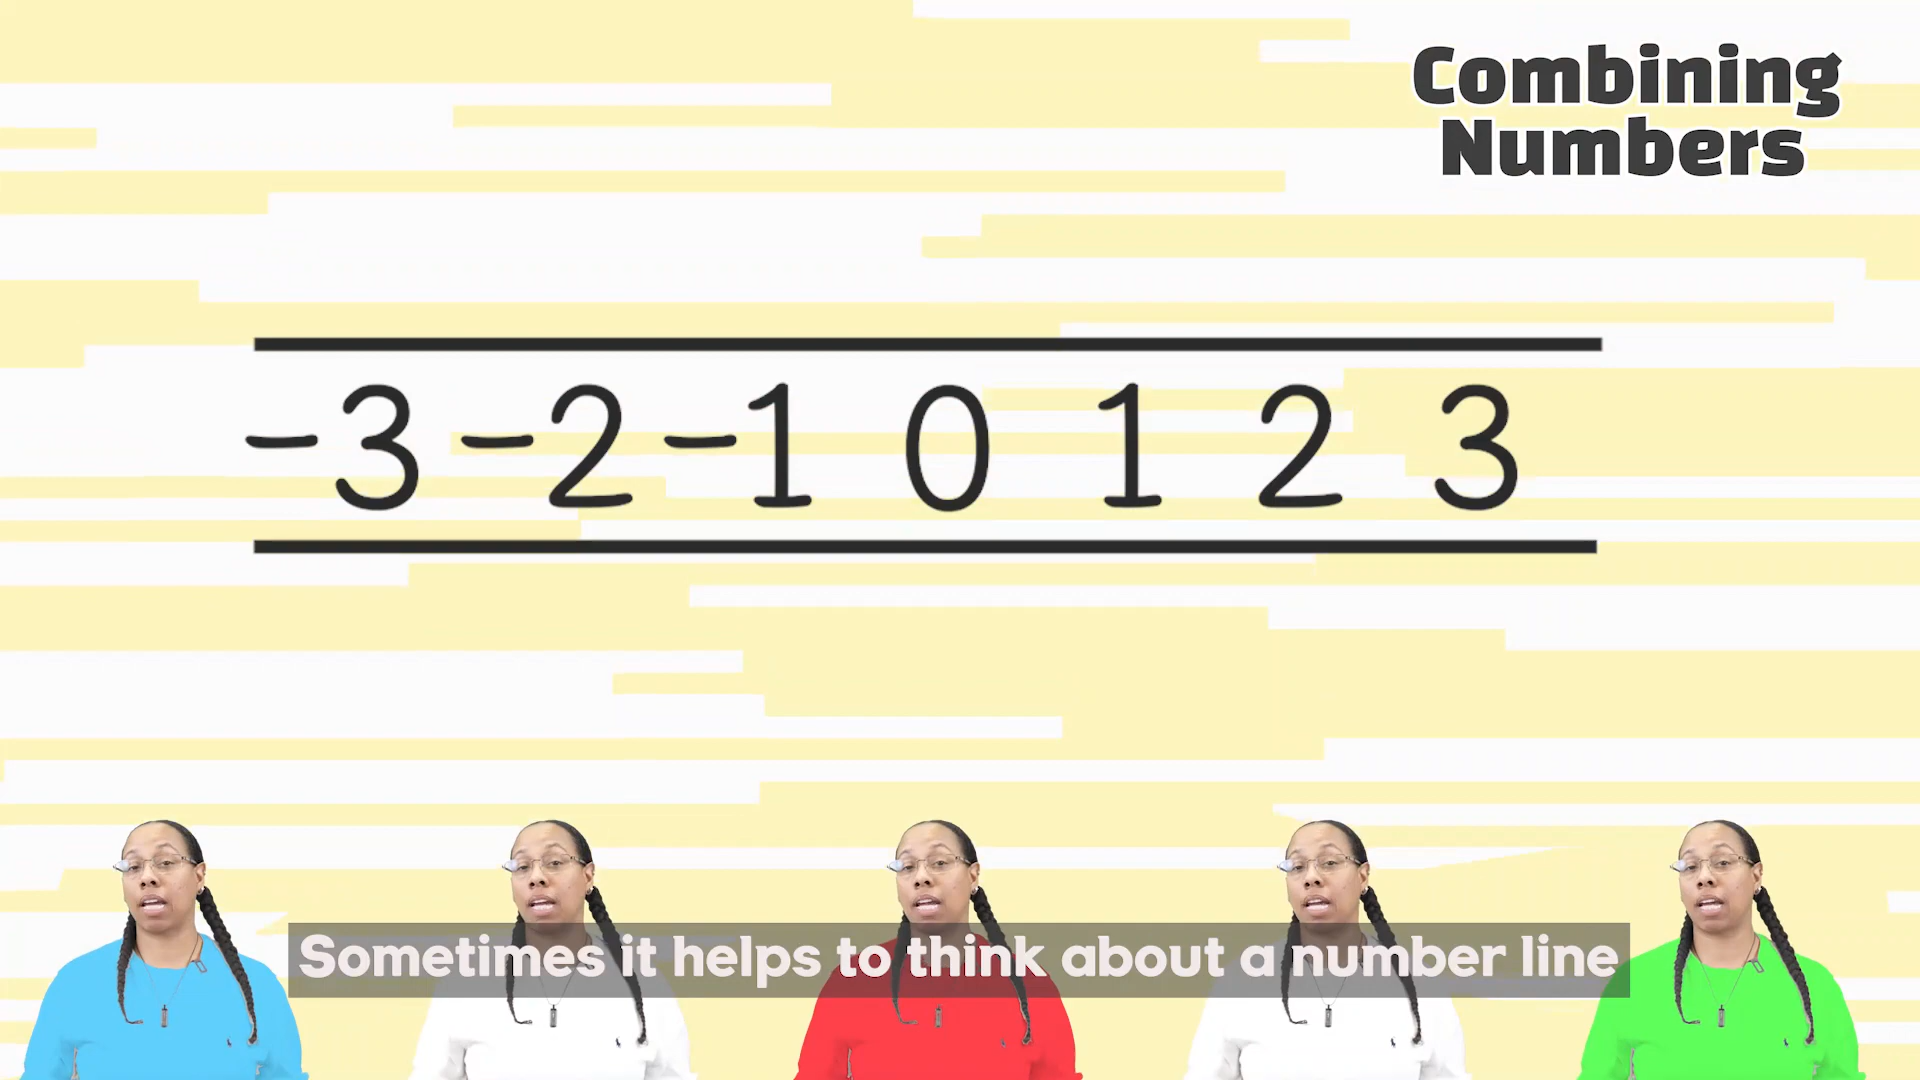 Combining
Numbers
-3 -2 -1 0 1 2 3
Sometimes it helps to think about a number line